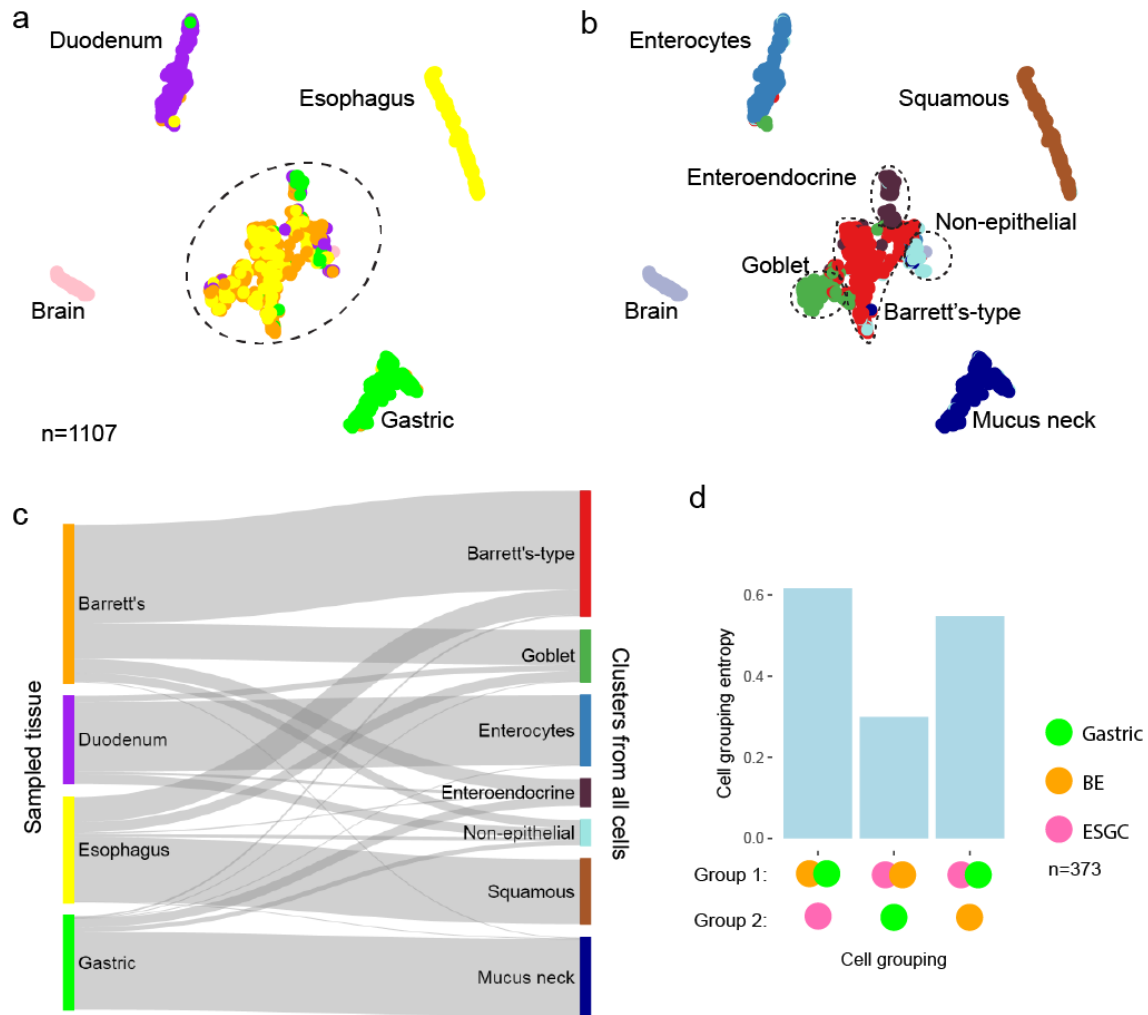 a
Duodenum
Esophagus
Brain
Gastric
n=1107
b
Enterocytes
Squamous
Enteroendocrine
Non-epithelial
Goblet
Brain
Barrett's-type
Mucus neck
c
Sampled tissue
Barrett's
Duodenum
Esophagus
Gastric
Barrett's-type
Goblet
Enterocytes
Enteroendocrine
Non-epithelial
Squamous
Mucus neck
Clusters from all cells
d
Cell grouping entropy
0.6
0.4
0.2
0.0
Group 1:
Group 2:
Cell grouping
Gastric
BE
ESGC
n=373